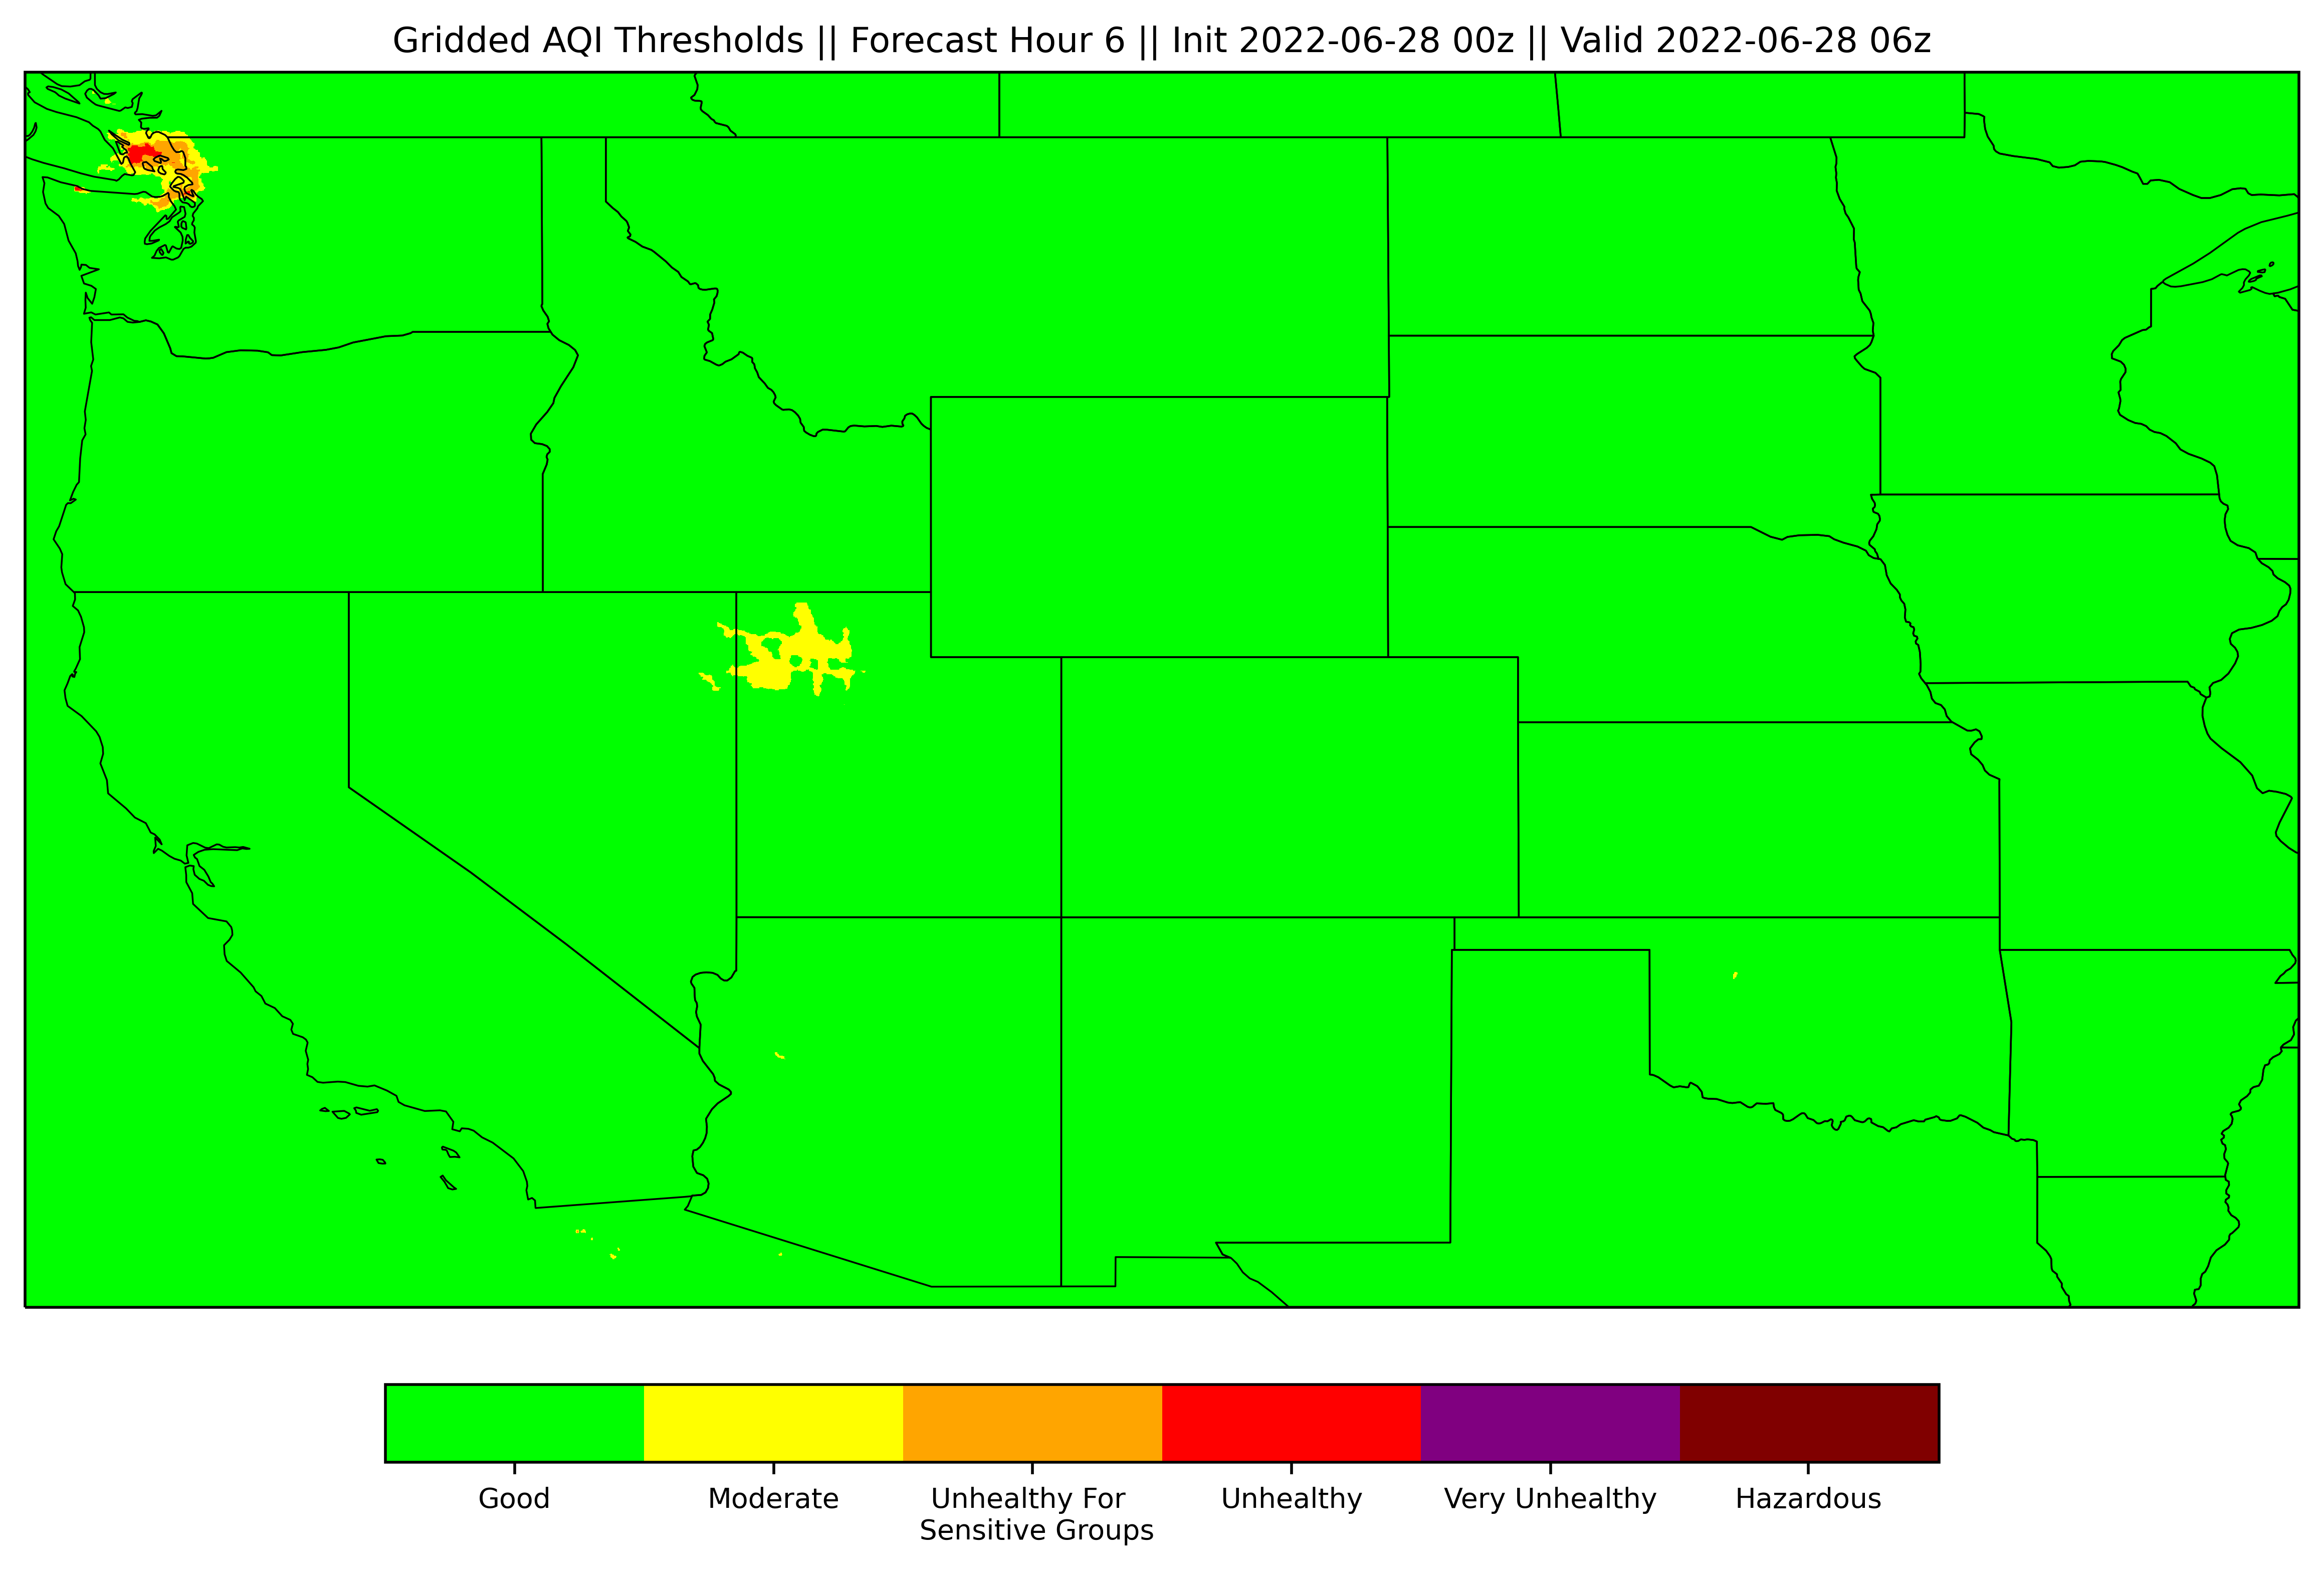 Gridded AQI Thresholds || Forecast Hour 6 || Init 2022-06-28 00z || Valid 2022-06-28 06z
Good
Moderate
Unhealthy For
Sensitive Groups
Unhealthy
Very Unhealthy
Hazardous